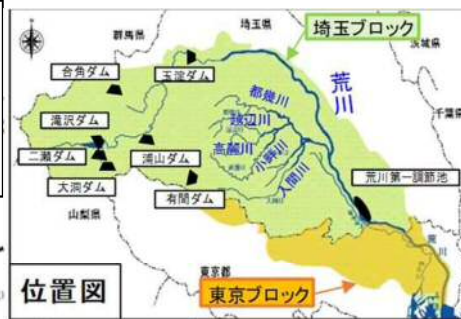 埼玉県
群馬県
茨城県
埼玉ブロック
合角ダム
玉淀ダム
荒川
千葉県
都幾川
滝沢ダム
越辺川
高麗川
小畔川
二瀬ダム
浦山ダム
入間川
荒川第一調節池
大洞ダム
有間ダム
山梨県
東京都
位置図
東京ブロック